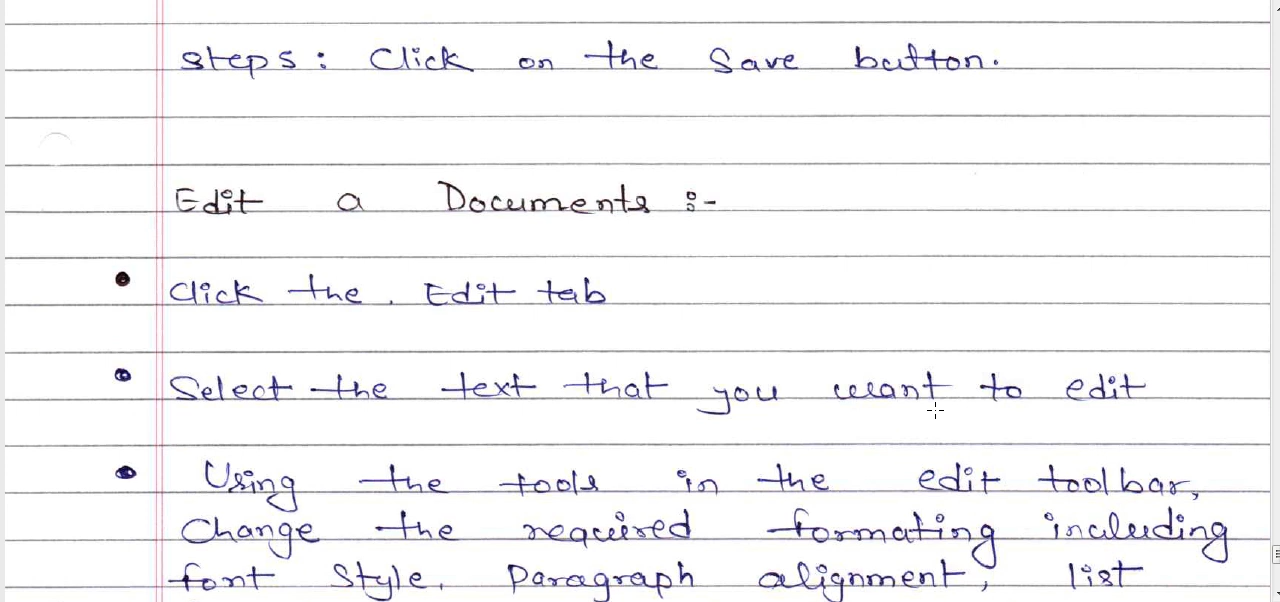 steps: Click on the Save button.
Edit a Documents :-
• Click the . Edit tab
• Select the text that you want to edit
• Using the tools in the edit toolbar,
Change the required formating including
font Style. Paragraph alignment, list